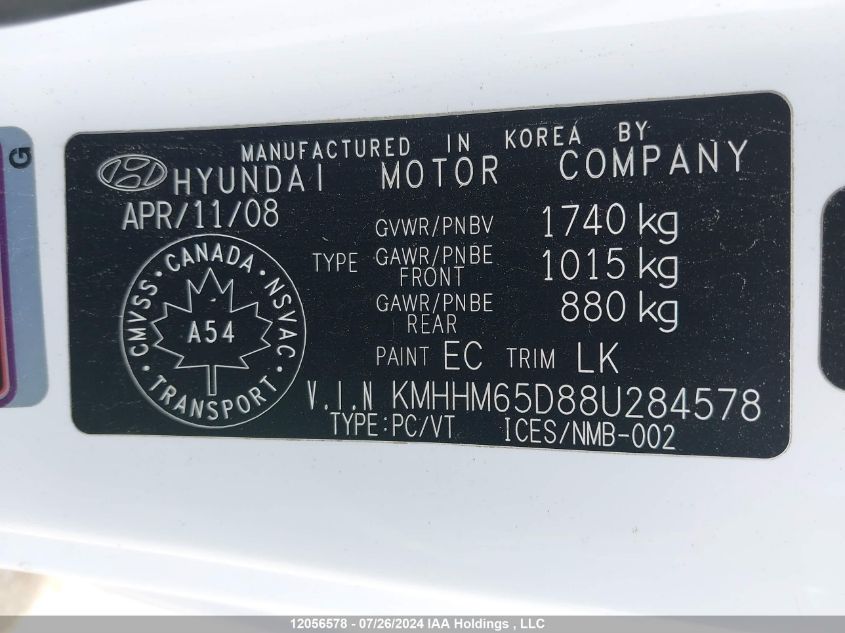 G
MANUFACTURED IN KOREA BY
HYUNDAI MOTOR COMPANY
APR/11/08
GVWR/PNBV 1740 kg
TYPE GAWR/PNBE FRONT 1015 kg
GAWR/PNBE REAR 880 kg
CANADA · NSVAC · TRANSPORT · CMVSS ·
A54
PAINT EC TRIM LK
V.I.N KMHHM65D88U284578
TYPE:PC/VT ICES/NMB-002
12056578 - 07/26/2024 IAA Holdings , LLC